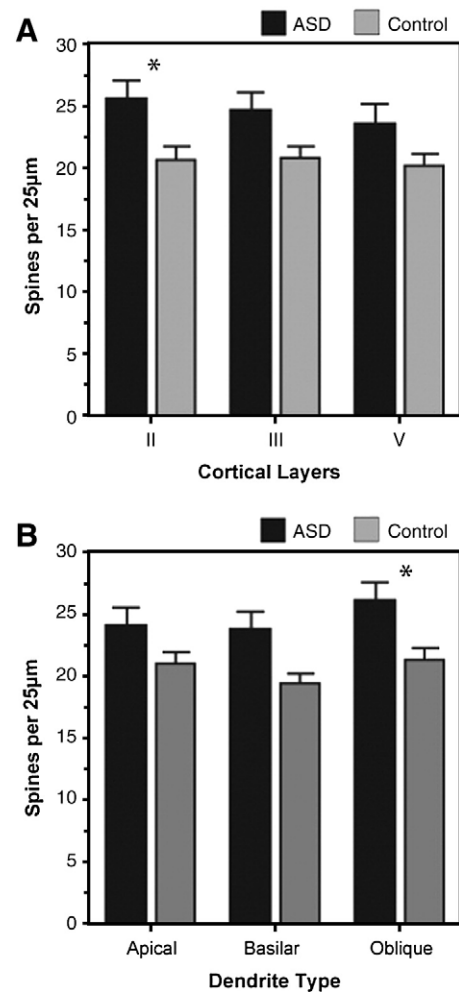 A
ASD Control
30
25
20
15
10
5
0
*
Spines per 25µm
II III V
Cortical Layers
B
ASD Control
30
25
20
15
10
5
0
*
Spines per 25µm
Apical Basilar Oblique
Dendrite Type